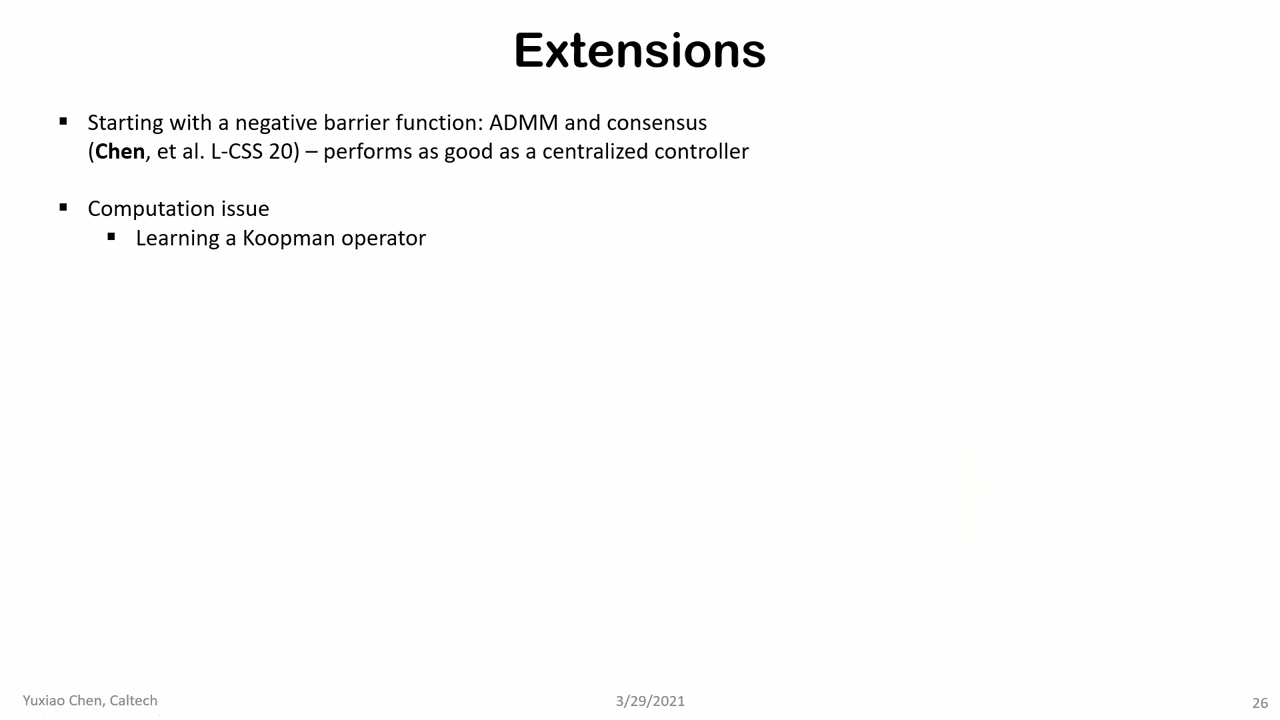 Extensions
▪ Starting with a negative barrier function: ADMM and consensus
(Chen, et al. L-CSS 20) – performs as good as a centralized controller
▪ Computation issue
▪ Learning a Koopman operator
Yuxiao Chen, Caltech
3/29/2021
26